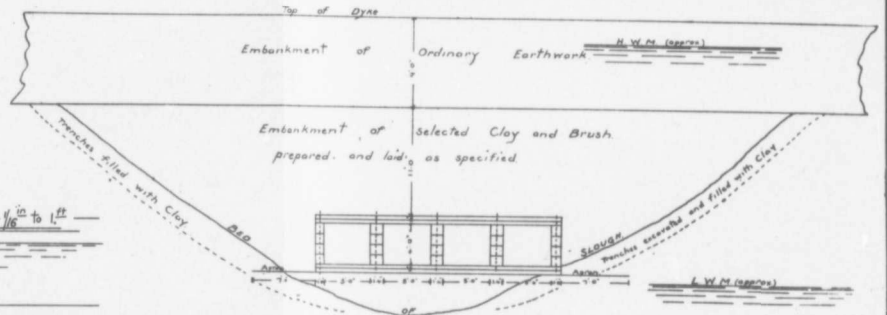 Top of Dyke
H. W. M. (approx)
Embankment of Ordinary Earthwork.
Embankment of selected Clay and Brush.
prepared. and laid. as specified.
Trenches filled with Clay
1/16 in to 1 ft
BED
SLOUGH
Trenches excavated and filled with Clay
Apron
Apron
L. W. M. (approx)
OF